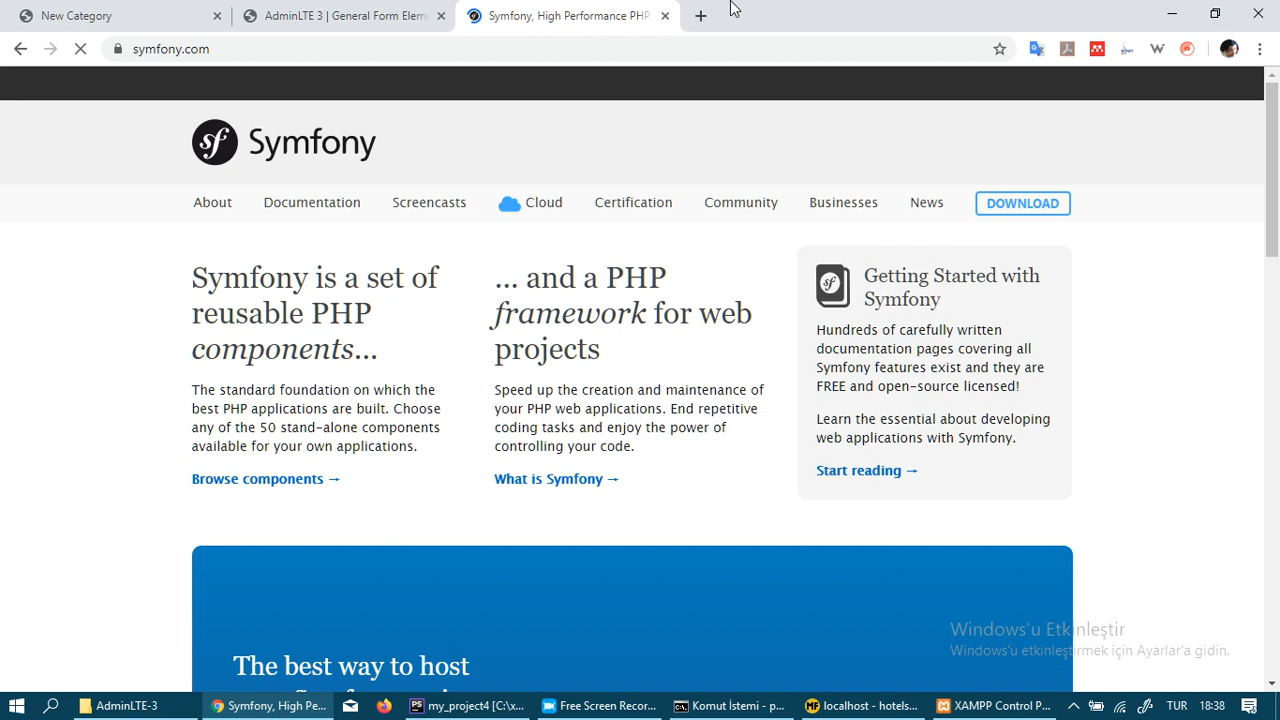 New Category
AdminLTE 3 | General Form Elem
Symfony, High Performance PHP
symfony.com
sf Symfony
About Documentation Screencasts Cloud Certification Community Businesses News DOWNLOAD
Symfony is a set of
reusable PHP
components...
The standard foundation on which the
best PHP applications are built. Choose
any of the 50 stand-alone components
available for your own applications.
Browse components →
... and a PHP
framework for web
projects
Speed up the creation and maintenance of
your PHP web applications. End repetitive
coding tasks and enjoy the power of
controlling your code.
What is Symfony →
Getting Started with
Symfony
Hundreds of carefully written
documentation pages covering all
Symfony features exist and they are
FREE and open-source licensed!
Learn the essential about developing
web applications with Symfony.
Start reading →
The best way to host
Windows'u Etkinleştir
Windows'u etkinleştirmek için Ayarlar'a gidin.
AdminLTE-3
Symfony, High Pe...
my_project4 [C:\x...
Free Screen Recor...
Komut İstemi - p...
localhost - hotels...
XAMPP Control P...
TUR 18:38